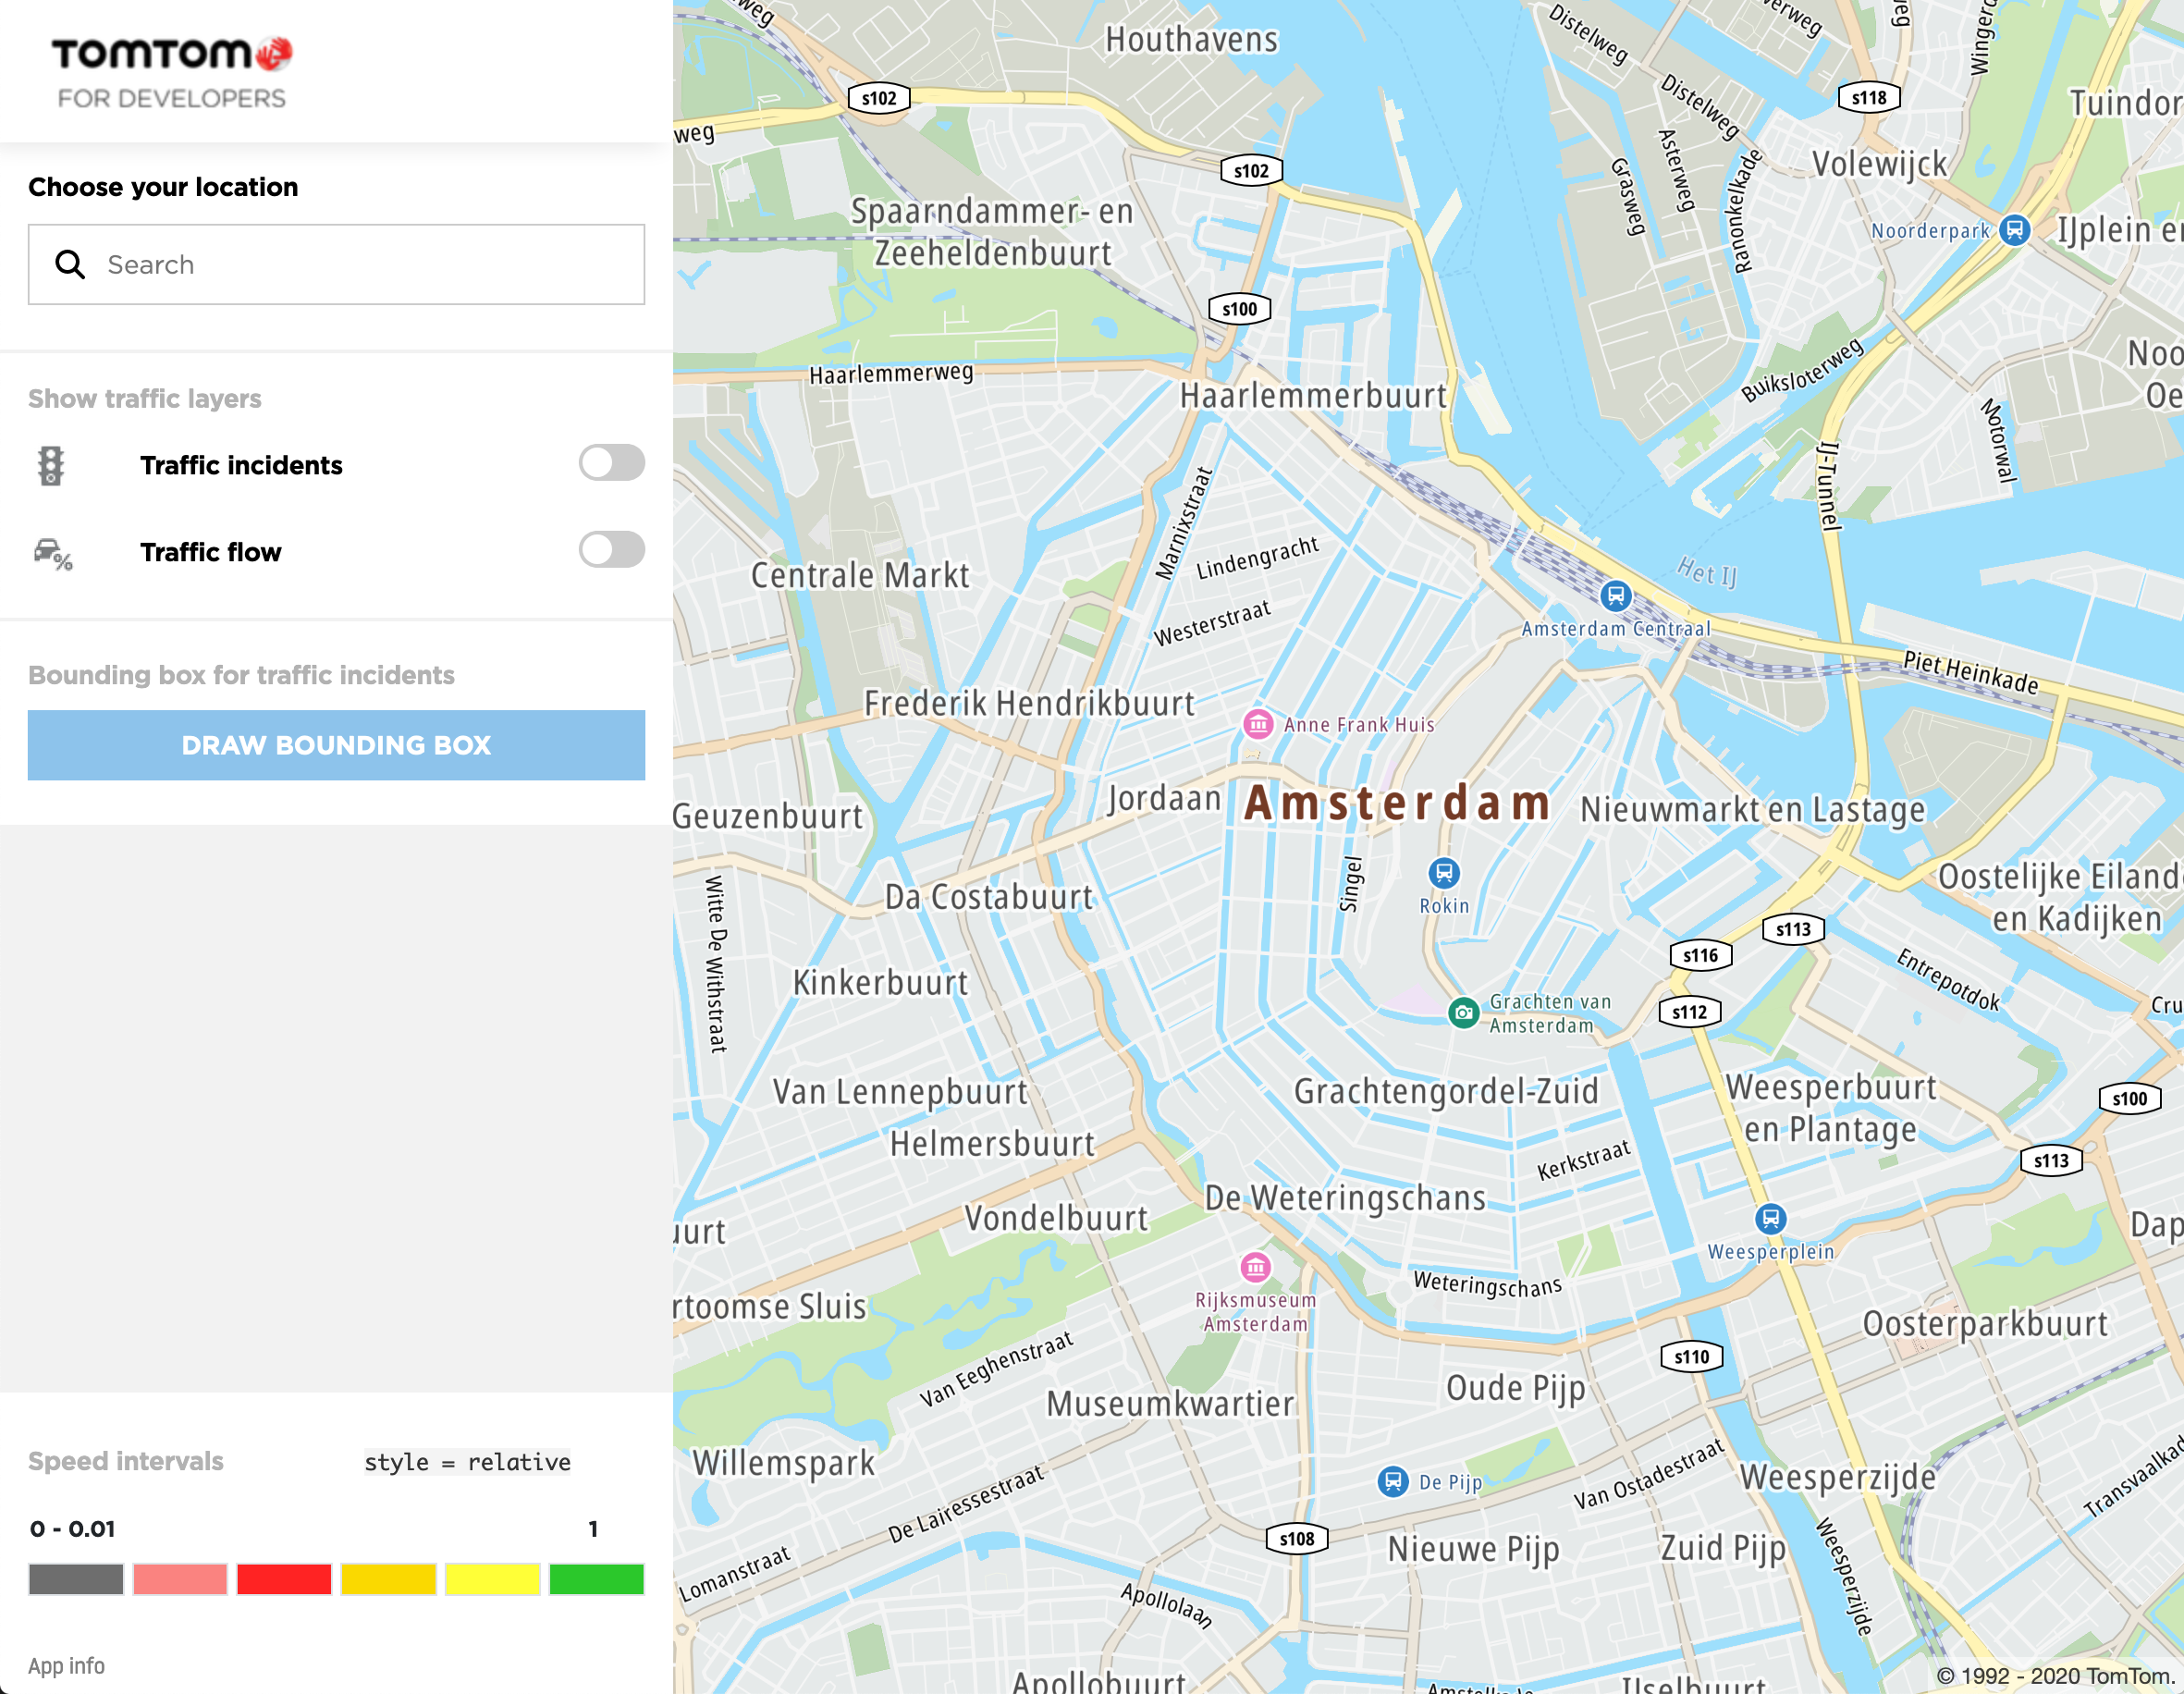 TOMTOM
FOR DEVELOPERS
Choose your location
Search
Show traffic layers
Traffic incidents
Traffic flow
Bounding box for traffic incidents
DRAW BOUNDING BOX
Speed intervals
style = relative
0 - 0.01
1
App info
weg
Houthavens
Distelweg
Distelweg
s102
s118
Tuindor
weg
s102
Asterweg
Grasweg
Ranonkelkade
Volewijck
Spaarndammer- en
Zeeheldenbuurt
Noorderpark
IJplein en
s100
Haarlemmerweg
Haarlemmerbuurt
Buiksloterweg
Noo
Oe
Motorwal
IJ-Tunnel
Marnixstraat
Lindengracht
Centrale Markt
Het IJ
Westerstraat
Amsterdam Centraal
Piet Heinkade
Frederik Hendrikbuurt
Anne Frank Huis
Jordaan
Amsterdam
Nieuwmarkt en Lastage
Geuzenbuurt
Singel
Rokin
Da Costabuurt
Oostelijke Eiland
en Kadijken
Witte De Withstraat
s113
s116
Kinkerbuurt
Entrepotdok
Grachten van
Amsterdam
s112
Cru
Van Lennepbuurt
Grachtengordel-Zuid
Weesperbuurt
en Plantage
s100
Helmersbuurt
Kerkstraat
s113
De Weteringschans
Vondelbuurt
uurt
Dap
Weesperplein
Rijksmuseum
Amsterdam
Weteringschans
rtoomse Sluis
Oosterparkbuurt
Van Eeghenstraat
s110
Museumkwartier
Oude Pijp
Willemspark
De Pijp
Van Ostadestraat
Weesperzijde
Transvaalkad
De Lairessestraat
s108
Nieuwe Pijp
Zuid Pijp
Weesperzijde
Lomanstraat
Apollolaan
Apollobuurt
IJselbuurt
© 1992 - 2020 TomTom.